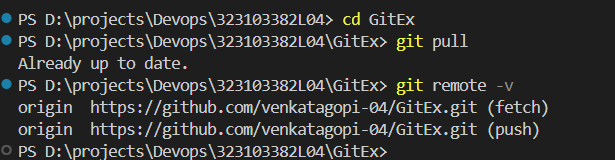 PS D:\projects\Devops\323103382L04> cd GitEx
PS D:\projects\Devops\323103382L04\GitEx> git pull
Already up to date.
PS D:\projects\Devops\323103382L04\GitEx> git remote -v
origin  https://github.com/venkatagopi-04/GitEx.git (fetch)
origin  https://github.com/venkatagopi-04/GitEx.git (push)
PS D:\projects\Devops\323103382L04\GitEx>